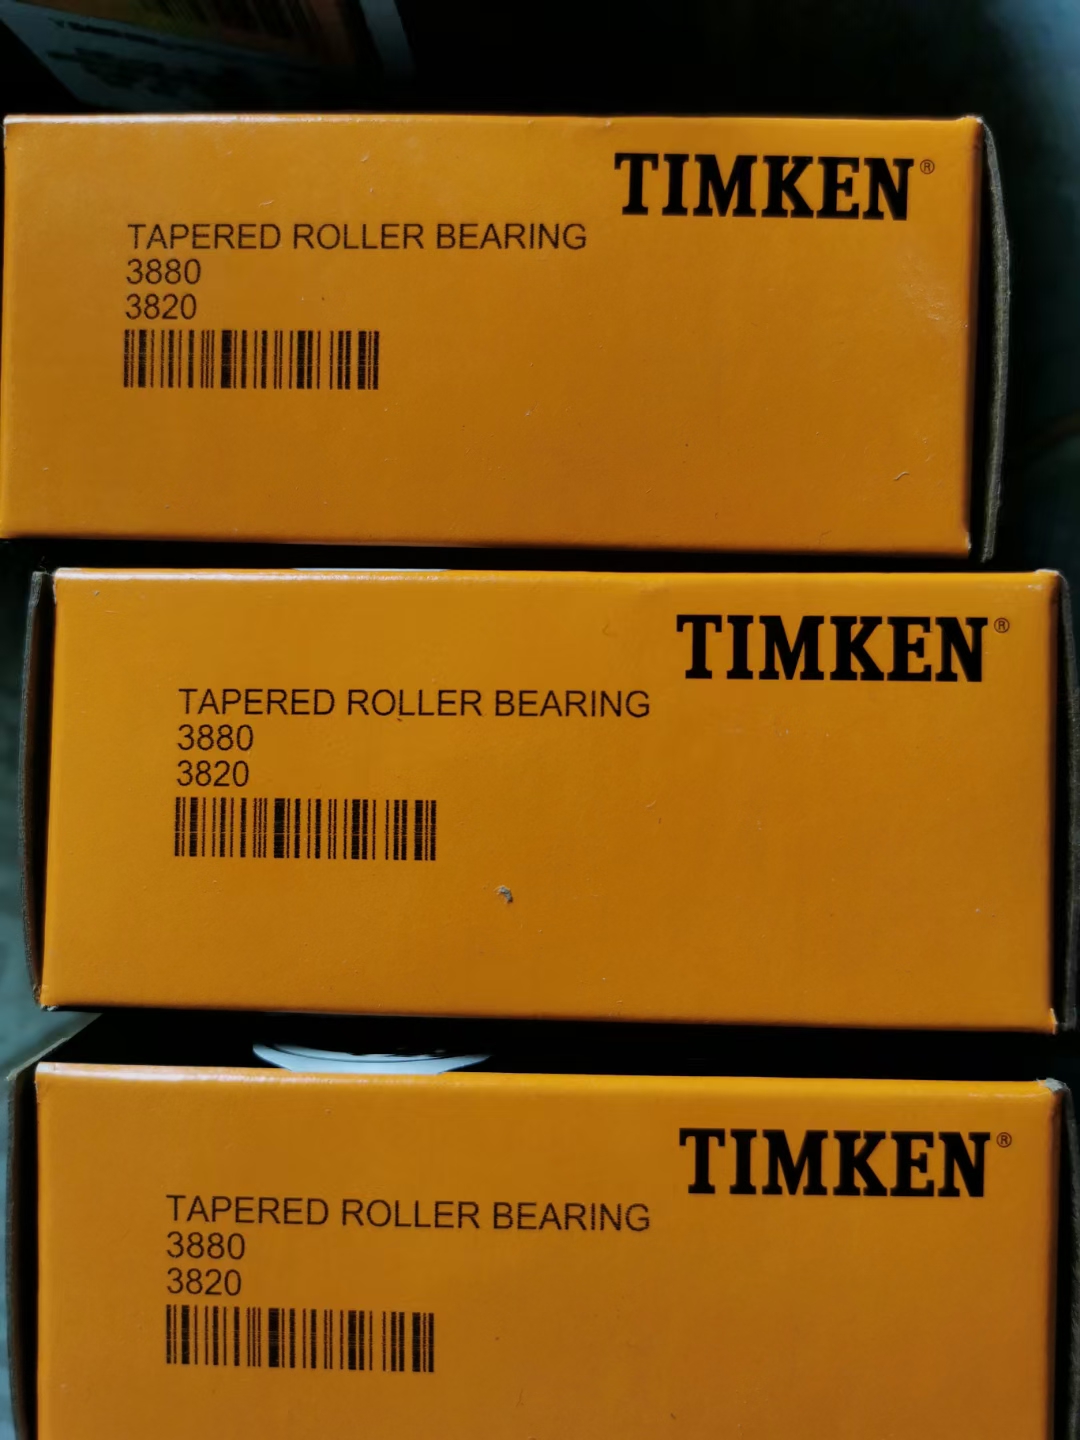 TIMKEN®
TAPERED ROLLER BEARING
3880
3820
TIMKEN®
TAPERED ROLLER BEARING
3880
3820
TIMKEN®
TAPERED ROLLER BEARING
3880
3820